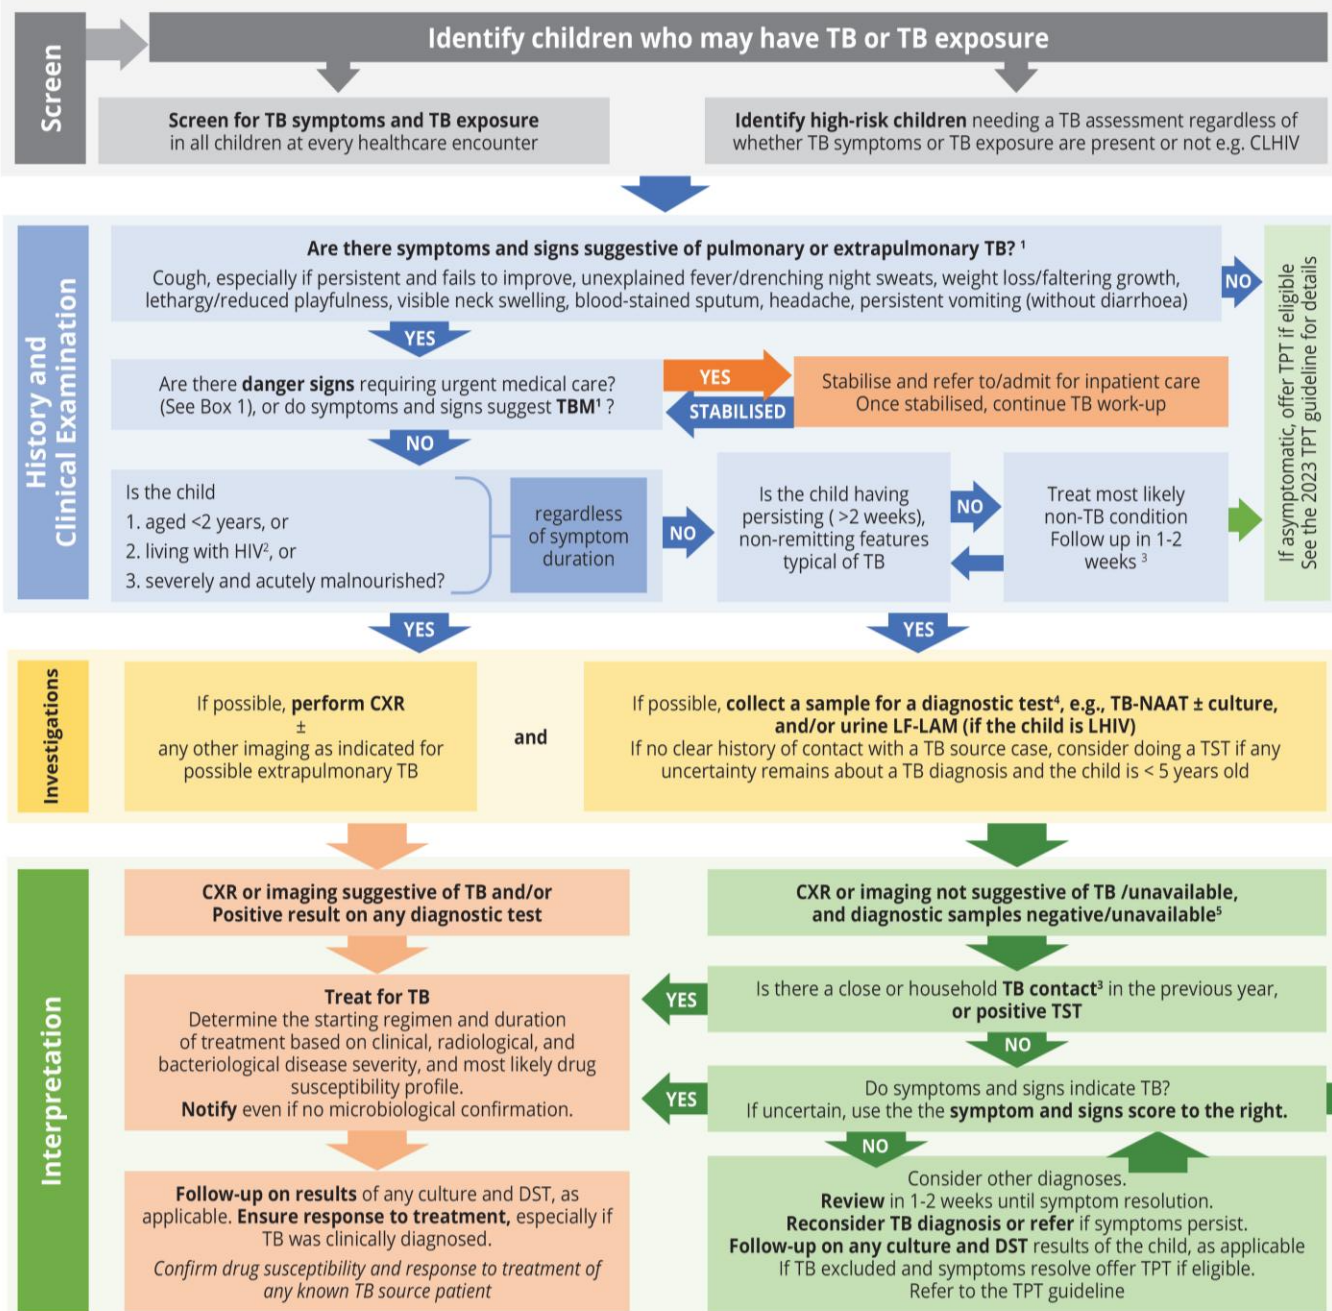 Screen
Identify children who may have TB or TB exposure
Screen for TB symptoms and TB exposure
in all children at every healthcare encounter
Identify high-risk children needing a TB assessment regardless of
whether TB symptoms or TB exposure are present or not e.g. CLHIV
History and
Clinical Examination
Are there symptoms and signs suggestive of pulmonary or extrapulmonary TB? ¹
Cough, especially if persistent and fails to improve, unexplained fever/drenching night sweats, weight loss/faltering growth,
lethargy/reduced playfulness, visible neck swelling, blood-stained sputum, headache, persistent vomiting (without diarrhoea)
NO
If asymptomatic, offer TPT if eligible
See the 2023 TPT guideline for details
YES
Are there danger signs requiring urgent medical care?
(See Box 1), or do symptoms and signs suggest TBM¹ ?
YES
STABILISED
Stabilise and refer to/admit for inpatient care
Once stabilised, continue TB work-up
NO
Is the child
1. aged <2 years, or
2. living with HIV², or
3. severely and acutely malnourished?
regardless
of symptom
duration
NO
Is the child having
persisting ( >2 weeks),
non-remitting features
typical of TB
NO
Treat most likely
non-TB condition
Follow up in 1-2
weeks ³
YES
YES
Investigations
If possible, perform CXR
±
any other imaging as indicated for
possible extrapulmonary TB
and
If possible, collect a sample for a diagnostic test⁴, e.g., TB-NAAT ± culture,
and/or urine LF-LAM (if the child is LHIV)
If no clear history of contact with a TB source case, consider doing a TST if any
uncertainty remains about a TB diagnosis and the child is < 5 years old
Interpretation
CXR or imaging suggestive of TB and/or
Positive result on any diagnostic test
CXR or imaging not suggestive of TB /unavailable,
and diagnostic samples negative/unavailable⁵
Treat for TB
Determine the starting regimen and duration
of treatment based on clinical, radiological, and
bacteriological disease severity, and most likely drug
susceptibility profile.
Notify even if no microbiological confirmation.
YES
Is there a close or household TB contact³ in the previous year,
or positive TST
NO
YES
Do symptoms and signs indicate TB?
If uncertain, use the the symptom and signs score to the right.
NO
Follow-up on results of any culture and DST, as
applicable. Ensure response to treatment, especially if
TB was clinically diagnosed.
Confirm drug susceptibility and response to treatment of
any known TB source patient
Consider other diagnoses.
Review in 1-2 weeks until symptom resolution.
Reconsider TB diagnosis or refer if symptoms persist.
Follow-up on any culture and DST results of the child, as applicable
If TB excluded and symptoms resolve offer TPT if eligible.
Refer to the TPT guideline